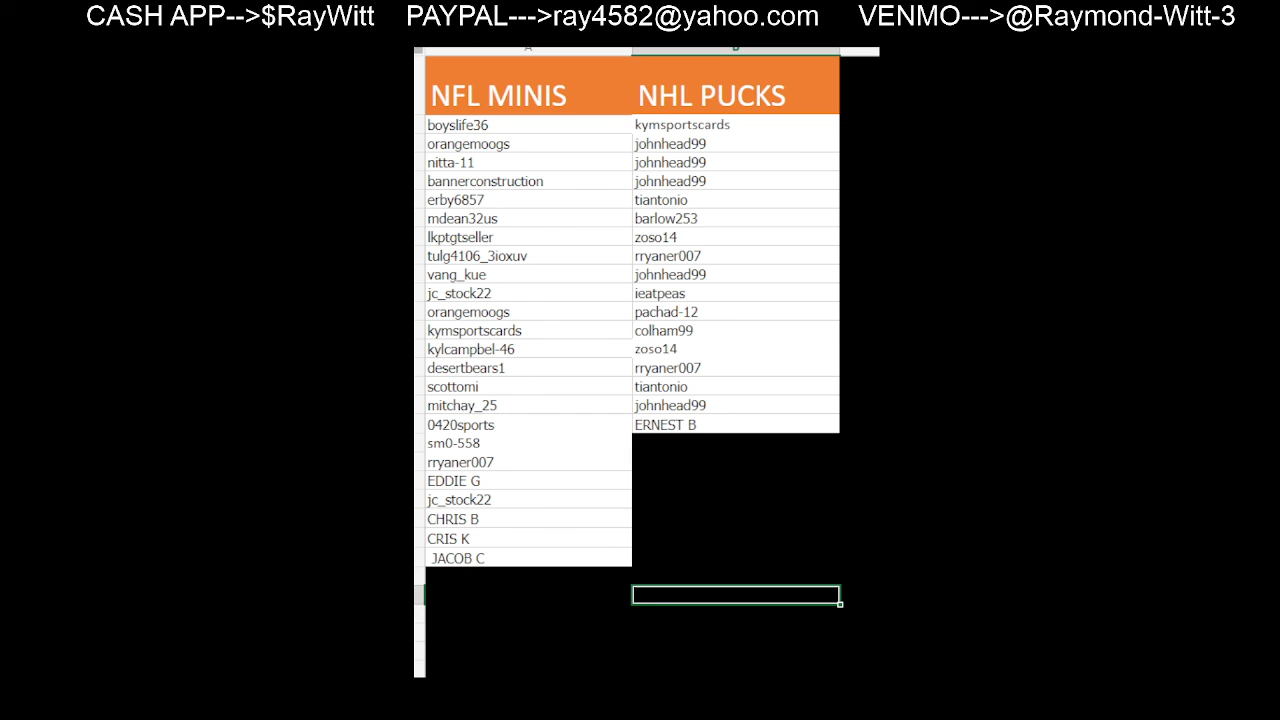 CASH APP-->$RayWitt PAYPAL--->ray4582@yahoo.com VENMO--->@Raymond-Witt-3
NFL MINIS NHL PUCKS
boyslife36 kymsportscards
orangemoogs johnhead99
nitta-11 johnhead99
bannerconstruction johnhead99
erby6857 tiantonio
mdean32us barlow253
lkptgtseller zoso14
tulg4106_3ioxuv rryaner007
vang_kue johnhead99
jc_stock22 ieatpeas
orangemoogs pachad-12
kymsportscards colham99
kylcampbel-46 zoso14
desertbears1 rryaner007
scottomi tiantonio
mitchay_25 johnhead99
0420sports ERNEST B
sm0-558
rryaner007
EDDIE G
jc_stock22
CHRIS B
CRIS K
JACOB C